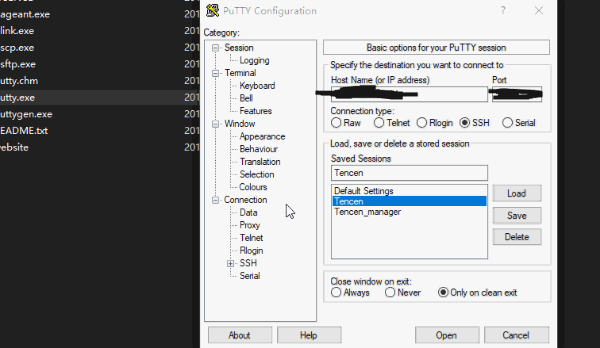 ageant.exe 201
link.exe 201
scp.exe 201
sftp.exe 201
utty.chm 201
utty.exe 201
uttygen.exe 201
EADME.txt 201
ebsite 201
PuTTY Configuration ? ×
Category:
Session
Logging
Terminal
Keyboard
Bell
Features
Window
Appearance
Behaviour
Translation
Selection
Colours
Connection
Data
Proxy
Telnet
Rlogin
SSH
Serial
Basic options for your PuTTY session
Specify the destination you want to connect to
Host Name (or IP address) Port
Connection type:
Raw Telnet Rlogin SSH Serial
Load, save or delete a stored session
Saved Sessions
Tencen
Default Settings
Tencen
Tencen_manager
Load
Save
Delete
Close window on exit:
Always Never Only on clean exit
About Help Open Cancel